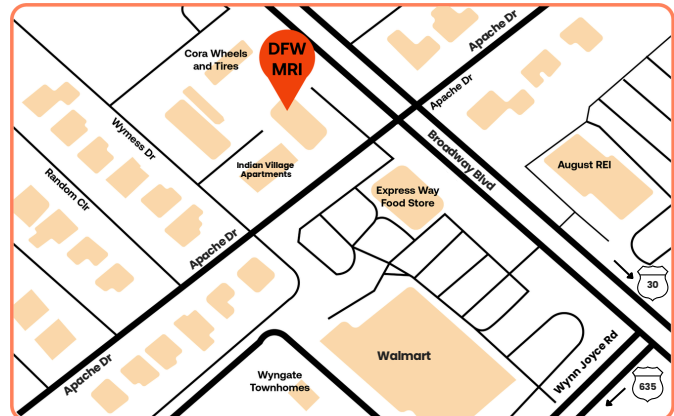 Apache Dr
DFW
MRI
Cora Wheels
and Tires
Apache Dr
Wymess Dr
Broadway Blvd
Indian Village
Apartments
August REI
Random Cir
Express Way
Food Store
Apache Dr
30
Walmart
Wynn Joyce Rd
Apache Dr
Wyngate
Townhomes
635